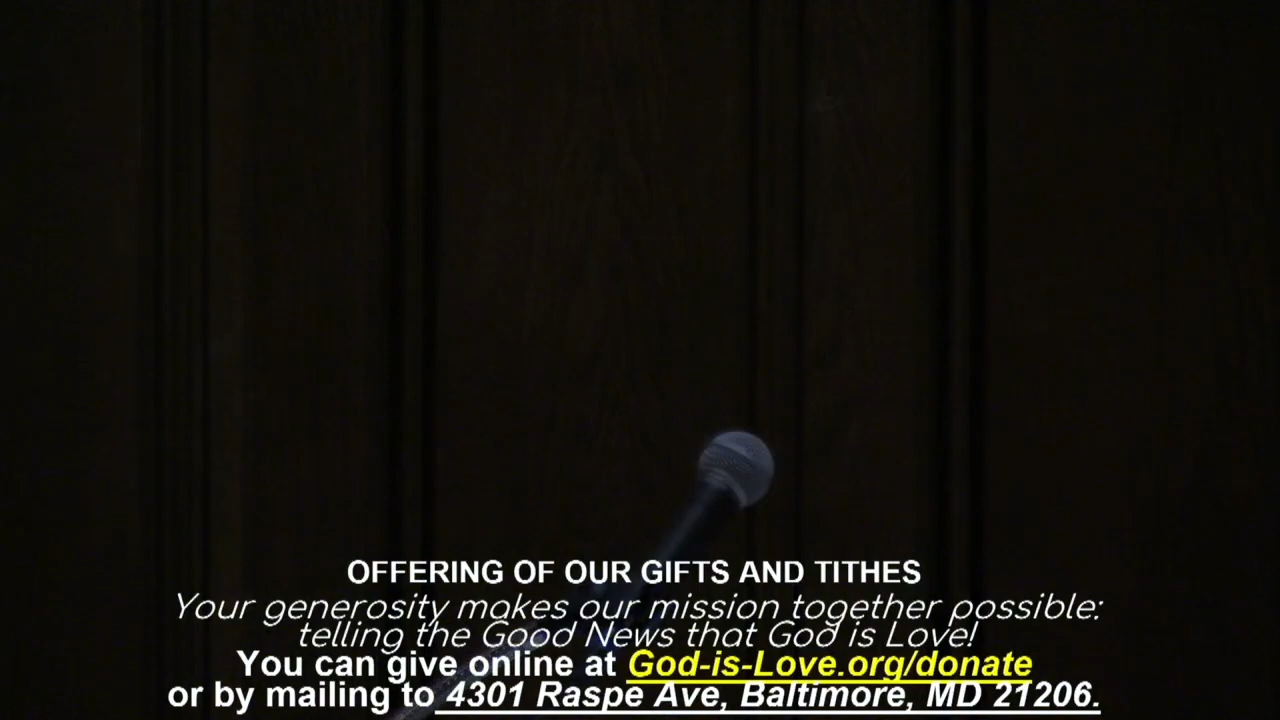 OFFERING OF OUR GIFTS AND TITHES
Your generosity makes our mission together possible:
telling the Good News that God is Love!
You can give online at God-is-Love.org/donate
or by mailing to 4301 Raspe Ave, Baltimore, MD 21206.